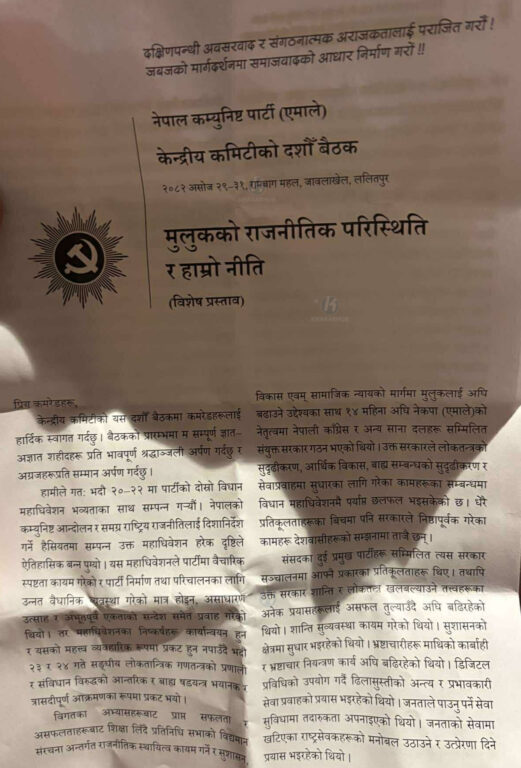 दक्षिणपन्थी अवसरवाद र संगठनात्मक अराजकतालाई पराजित गरौं !
जबजको मार्गदर्शनमा समाजवादको आधार निर्माण गरौं !!
नेपाल कम्युनिष्ट पार्टी (एमाले)
केन्द्रीय कमिटीको दशौँ बैठक
२०८२ असोज २९-३१, रामबाग महल, जावलाखेल, ललितपुर
मुलुकको राजनीतिक परिस्थिति
र हाम्रो नीति
(विशेष प्रस्ताव)
प्रिय कमरेडहरू,
केन्द्रीय कमिटीको यस दशौँ बैठकमा कमरेडहरूलाई
हार्दिक स्वागत गर्दछु । बैठकको प्रारम्भमा म सम्पूर्ण ज्ञात-
अज्ञात शहीदहरू प्रति भावपूर्ण श्रद्धाञ्जली अर्पण गर्दछु र
अग्रजहरूप्रति सम्मान अर्पण गर्दछु ।
हामीले गत: भदौ २०-२२ मा पार्टीको दोस्रो विधान
महाधिवेशन भव्यताका साथ सम्पन्न गर्‍यौं । नेपालको
कम्युनिष्ट आन्दोलन र समग्र राष्ट्रिय राजनीतिलाई दिशानिर्देश
गर्ने हैसियतमा सम्पन्न उक्त महाधिवेशन हरेक दृष्टिले
ऐतिहासिक बन्न पुग्यो । यस महाधिवेशनले पार्टीमा वैचारिक
स्पष्टता कायम गरेको र पार्टी निर्माण तथा परिचालनका लागि
उन्नत वैधानिक व्यवस्था गरेको मात्र होइन, असाधारण
उत्साह र अभूतपूर्व एकताको सन्देश समेत प्रवाह गरेको
थियो । तर महाधिवेशनका निष्कर्षहरू कार्यान्वयन हुन
र यसको महत्त्व व्यवहारिक रूपमा प्रकट हुन नपाउँदै भदौ
२३ र २४ गते सङ्घीय लोकतान्त्रिक गणतन्त्रको प्रणाली
र संविधान विरुद्धको आन्तरिक र बाह्य षडयन्त्र भयानक र
त्रासदीपूर्ण आक्रमणका रूपमा प्रकट भयो ।
विगतका अभ्यासहरूबाट प्राप्त सफलता र
असफलताहरूबाट शिक्षा लिँदै प्रतिनिधि सभाको विद्यमान
संरचना अन्तर्गत राजनीतिक स्थायित्व कायम गर्ने र सुशासन,
विकास एवम् सामाजिक न्यायको मार्गमा मुलुकलाई अघि
बढाउने उद्देश्यका साथ १४ महिना अघि नेकपा (एमाले)को
नेतृत्वमा नेपाली काँग्रेस र अन्य साना दलहरू सम्मिलित
संयुक्त सरकार गठन भएको थियो । उक्त सरकारले लोकतन्त्रको
सुदृढीकरण, आर्थिक विकास, बाह्य सम्बन्धको सुदृढीकरण र
सेवाप्रवाहमा सुधारका लागि गरेका कामहरूका सम्बन्धमा
विधान महाधिवेशनमै पर्याप्त छलफल भइसकेको छ । धेरै
प्रतिकूलताहरूका बिचमा पनि सरकारले निष्ठापूर्वक गरेका
कामहरू देशवासीहरूको सम्झनामा ताजै छन् ।
संसदका दुई प्रमुख पार्टीहरू सम्मिलित त्यस सरकार
सञ्चालनमा आफ्नै प्रकारका प्रतिकूलताहरू थिए । तथापि
उक्त सरकार शान्ति र लोकतन्त्र खलबल्याउने तत्त्वहरूका
अनेक प्रयासहरूलाई असफल तुल्याउँदै अघि बढिरहेको
थियो । शान्ति सुव्यवस्था कायम गरेको थियो । सुशासनको
क्षेत्रमा सुधार भइरहेको थियो । भ्रष्टाचारीहरू माथिको कार्बाही
र भ्रष्टाचार नियन्त्रण कार्य अघि बढिरहेको थियो । डिजिटल
प्रविधिको उपयोग गर्दै ढिलासुस्तीको अन्त्य र प्रभावकारी
सेवा प्रवाहको प्रयास भइरहेको थियो । जनताले पाउनु पर्ने सेवा
सुविधामा तदारुकता अपनाइएको थियो । जनताको सेवामा
खटिएका राष्ट्रसेवकहरूको मनोबल उठाउने र उत्प्रेरणा दिने
प्रयास भइरहेको थियो ।